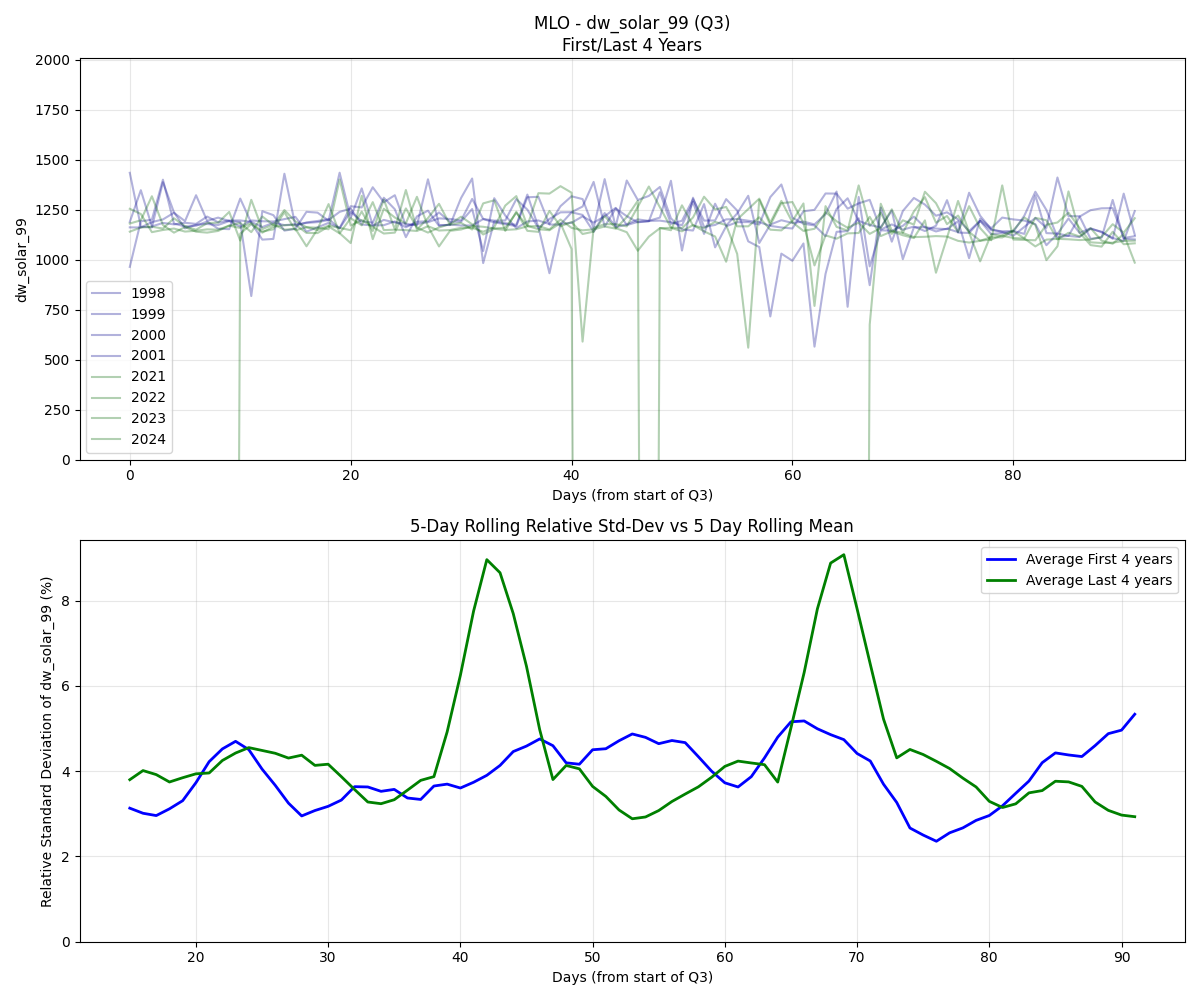 MLO - dw_solar_99 (Q3)
First/Last 4 Years
2000
1750
1500
1250
1000
750
500
250
0
dw_solar_99
1998
1999
2000
2001
2021
2022
2023
2024
0 20 40 60 80
Days (from start of Q3)
5-Day Rolling Relative Std-Dev vs 5 Day Rolling Mean
Average First 4 years
Average Last 4 years
8
6
4
2
0
Relative Standard Deviation of dw_solar_99 (%)
20 30 40 50 60 70 80 90
Days (from start of Q3)